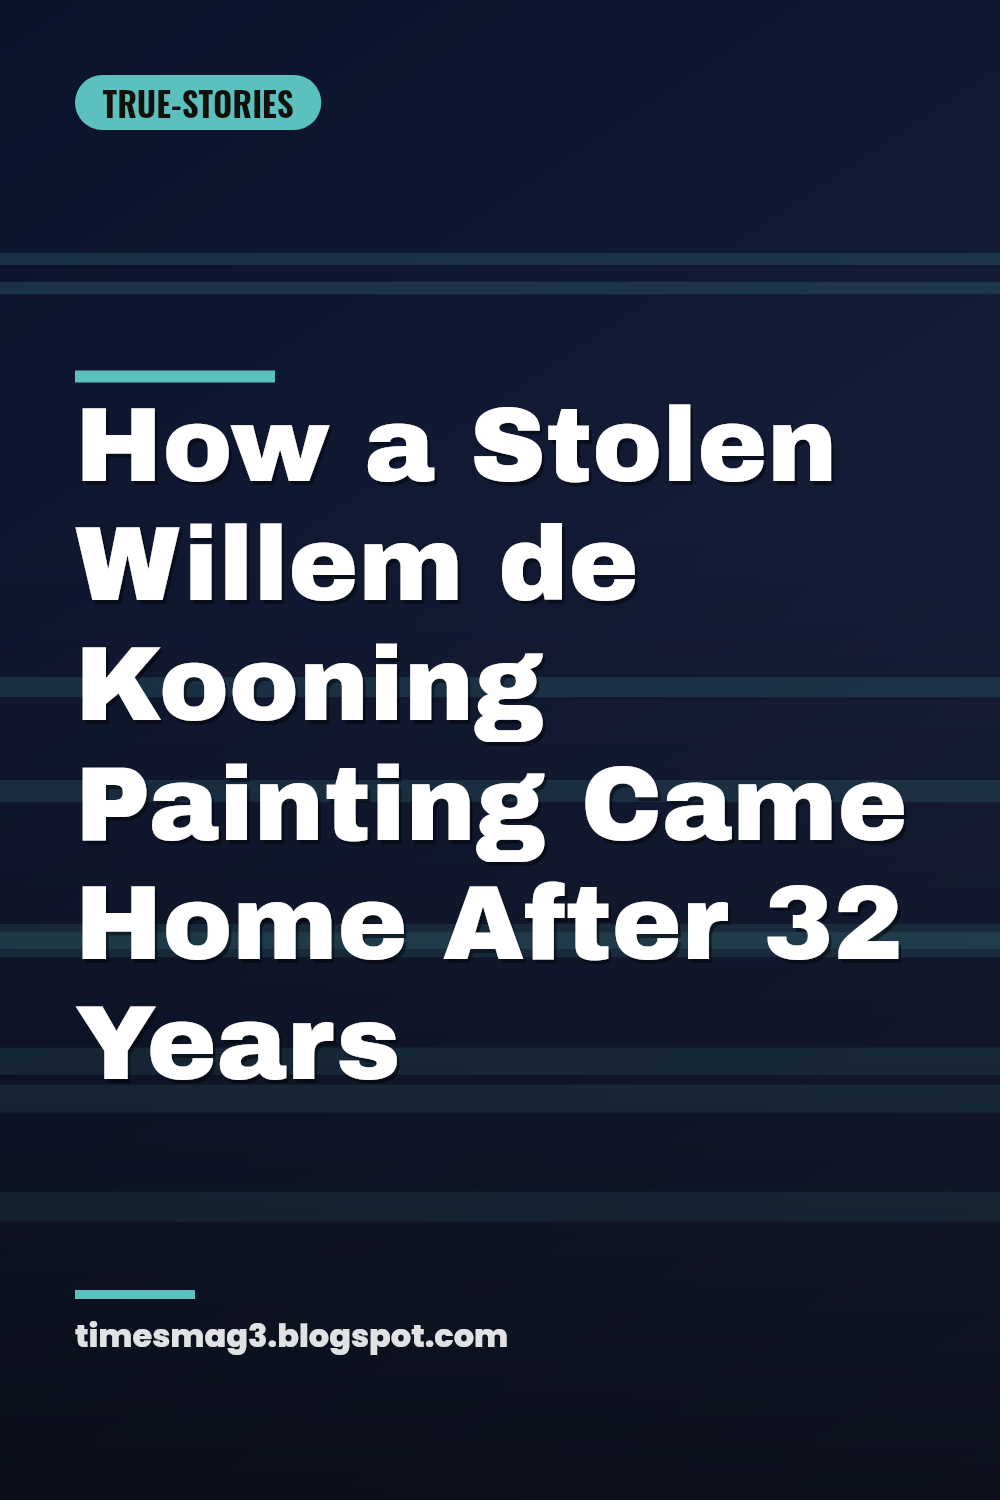 TRUE-STORIES
How a Stolen
Willem de
Kooning
Painting Came
Home After 32
Years
timesmag3.blogspot.com